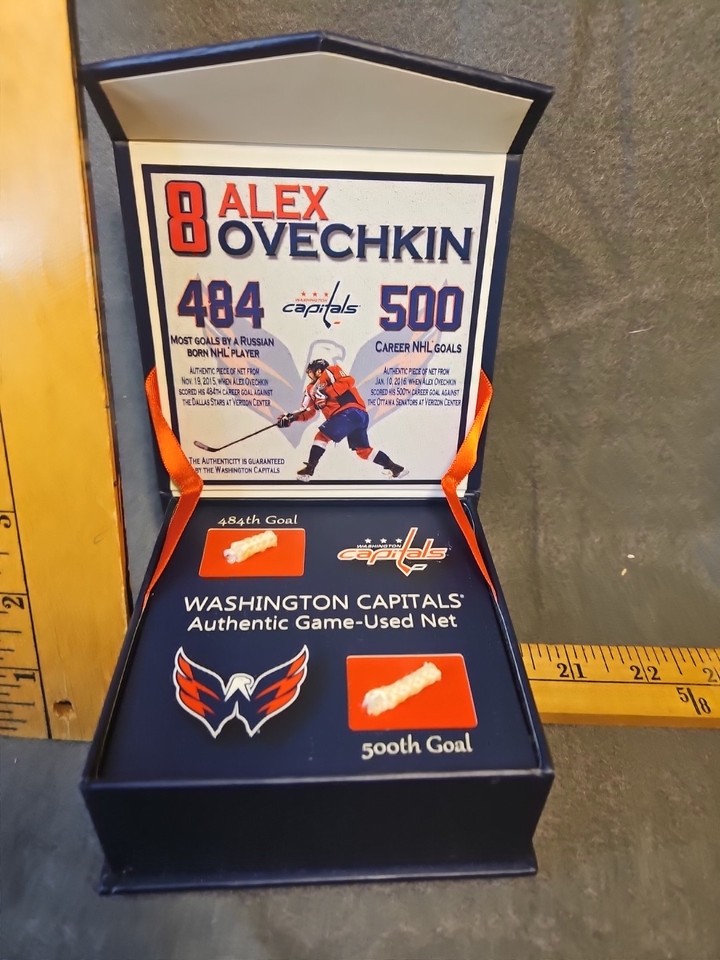 8 ALEX
OVECHKIN
484
WASHINGTON
capitals
500
MOST GOALS BY A RUSSIAN
BORN NHL PLAYER
CAREER NHL GOALS
AUTHENTIC PIECE OF NET FROM
NOV. 19, 2015, WHEN ALEX OVECHKIN
SCORED HIS 484TH CAREER GOAL AGAINST
THE DALLAS STARS AT VERIZON CENTER
AUTHENTIC PIECE OF NET FROM
JAN. 10, 2016 WHEN ALEX OVECHKIN
SCORED HIS 500TH CAREER GOAL AGAINST
THE OTTAWA SENATORS AT VERIZON CENTER
THE AUTHENTICITY IS GUARANTEED
BY THE WASHINGTON CAPITALS
484th Goal
WASHINGTON
capitals
WASHINGTON CAPITALS
Authentic Game-Used Net
500th Goal
3
2
1
21
22
5/8